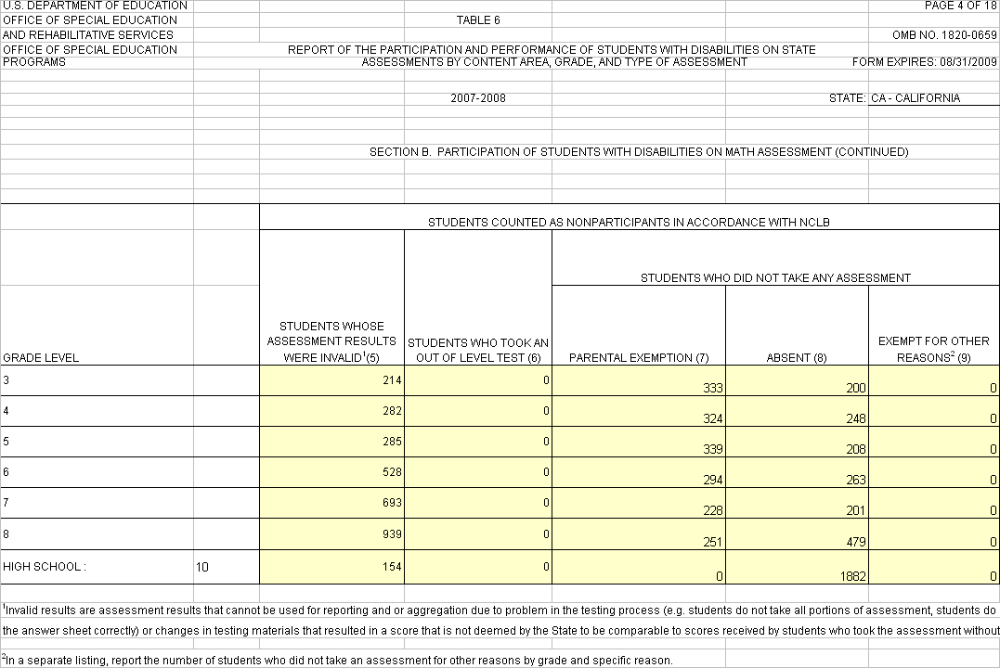 U.S. DEPARTMENT OF EDUCATION PAGE 4 OF 18
OFFICE OF SPECIAL EDUCATION TABLE 6
AND REHABILITATIVE SERVICES OMB NO. 1820-0659
OFFICE OF SPECIAL EDUCATION REPORT OF THE PARTICIPATION AND PERFORMANCE OF STUDENTS WITH DISABILITIES ON STATE
PROGRAMS ASSESSMENTS BY CONTENT AREA, GRADE, AND TYPE OF ASSESSMENT FORM EXPIRES: 08/31/2009
2007-2008 STATE: CA - CALIFORNIA
SECTION B. PARTICIPATION OF STUDENTS WITH DISABILITIES ON MATH ASSESSMENT (CONTINUED)
STUDENTS COUNTED AS NONPARTICIPANTS IN ACCORDANCE WITH NCLB
STUDENTS WHO DID NOT TAKE ANY ASSESSMENT
STUDENTS WHOSE
ASSESSMENT RESULTS STUDENTS WHO TOOK AN EXEMPT FOR OTHER
GRADE LEVEL WERE INVALID¹(5) OUT OF LEVEL TEST (6) PARENTAL EXEMPTION (7) ABSENT (8) REASONS² (9)
3 214 0 333 200 0
4 282 0 324 248 0
5 285 0 339 208 0
6 528 0 294 263 0
7 693 0 228 201 0
8 939 0 251 479 0
HIGH SCHOOL : 10 154 0 0 1882 0
¹Invalid results are assessment results that cannot be used for reporting and or aggregation due to problem in the testing process (e.g. students do not take all portions of assessment, students do
the answer sheet correctly) or changes in testing materials that resulted in a score that is not deemed by the State to be comparable to scores received by students who took the assessment without
²In a separate listing, report the number of students who did not take an assessment for other reasons by grade and specific reason.